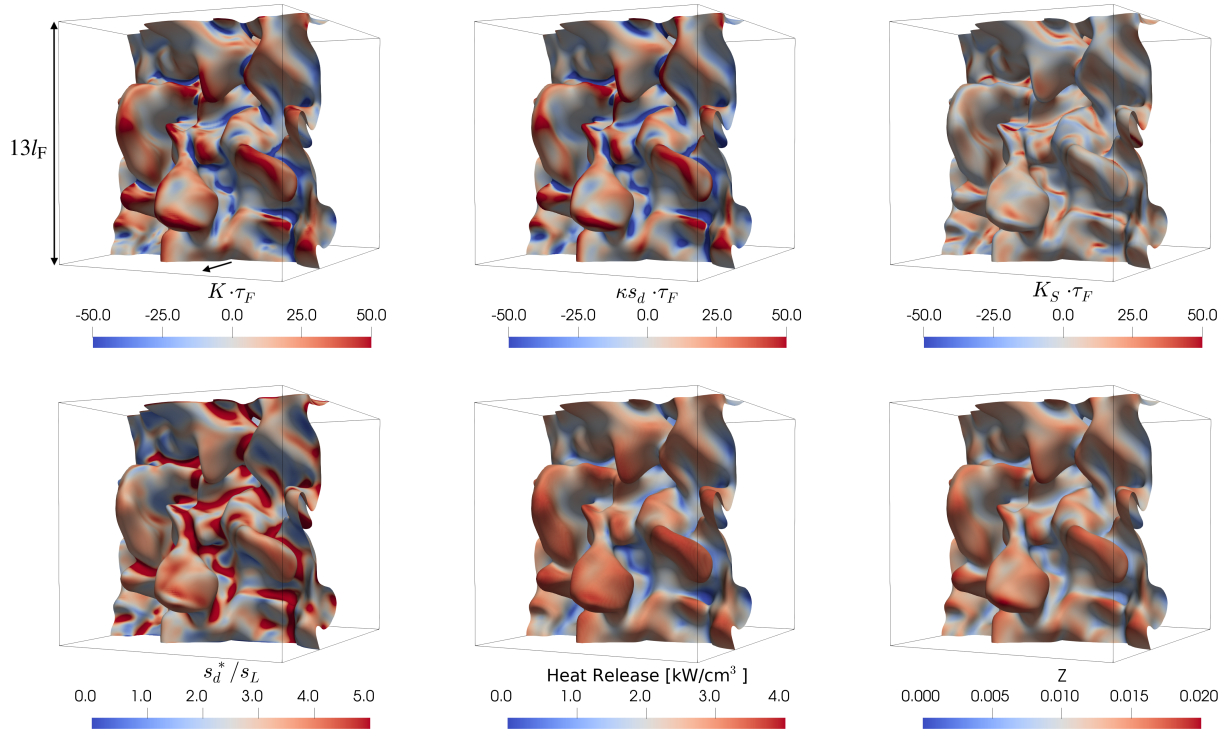 13l_F
K · τ_F
-50.0 -25.0 0.0 25.0 50.0
κs_d · τ_F
-50.0 -25.0 0.0 25.0 50.0
K_S · τ_F
-50.0 -25.0 0.0 25.0 50.0
s_d^* / s_L
0.0 1.0 2.0 3.0 4.0 5.0
Heat Release [kW/cm³ ]
0.0 1.0 2.0 3.0 4.0
Z
0.000 0.005 0.010 0.015 0.020